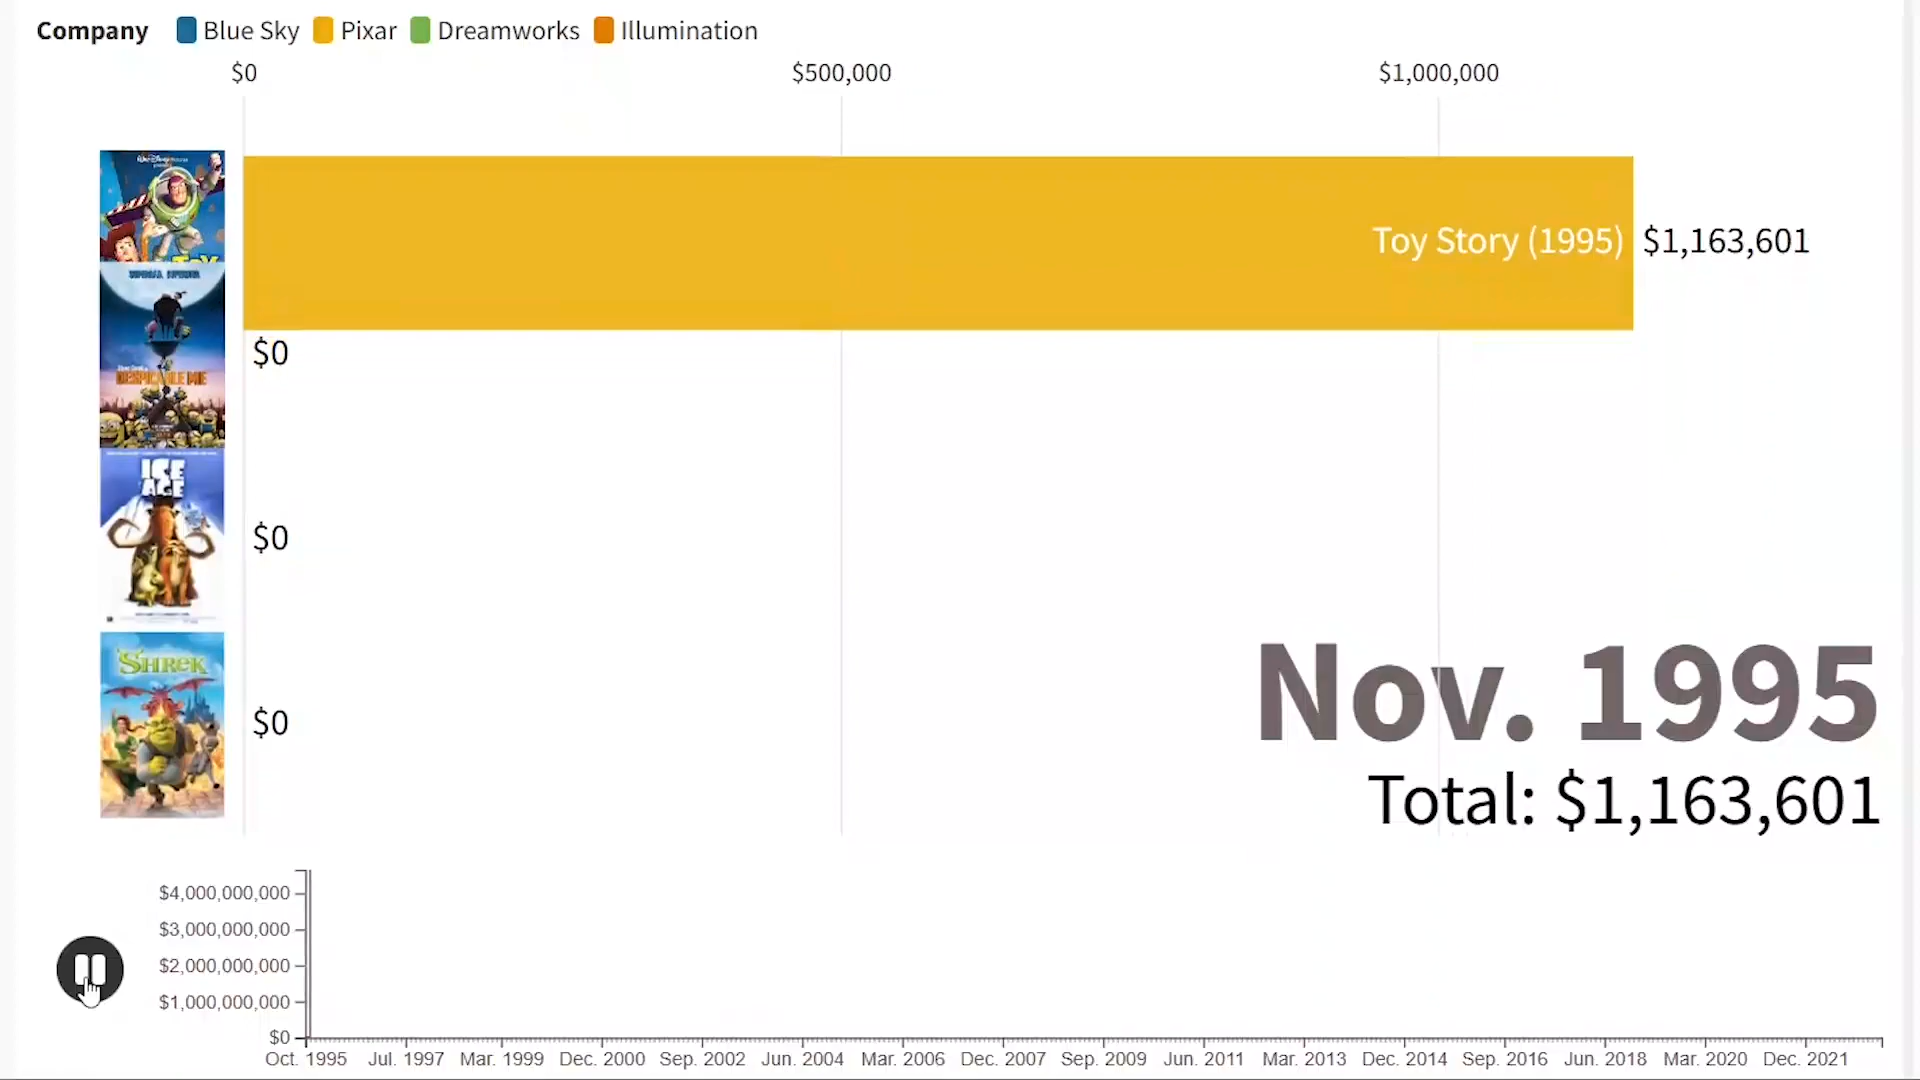 Company Blue Sky Pixar Dreamworks Illumination
$0 $500,000 $1,000,000
Toy Story (1995) $1,163,601
$0
DESPICABLE ME
ICE
AGE
$0
SHREK
$0
Nov. 1995
Total: $1,163,601
$4,000,000,000
$3,000,000,000
$2,000,000,000
$1,000,000,000
$0
Oct. 1995 Jul. 1997 Mar. 1999 Dec. 2000 Sep. 2002 Jun. 2004 Mar. 2006 Dec. 2007 Sep. 2009 Jun. 2011 Mar. 2013 Dec. 2014 Sep. 2016 Jun. 2018 Mar. 2020 Dec. 2021